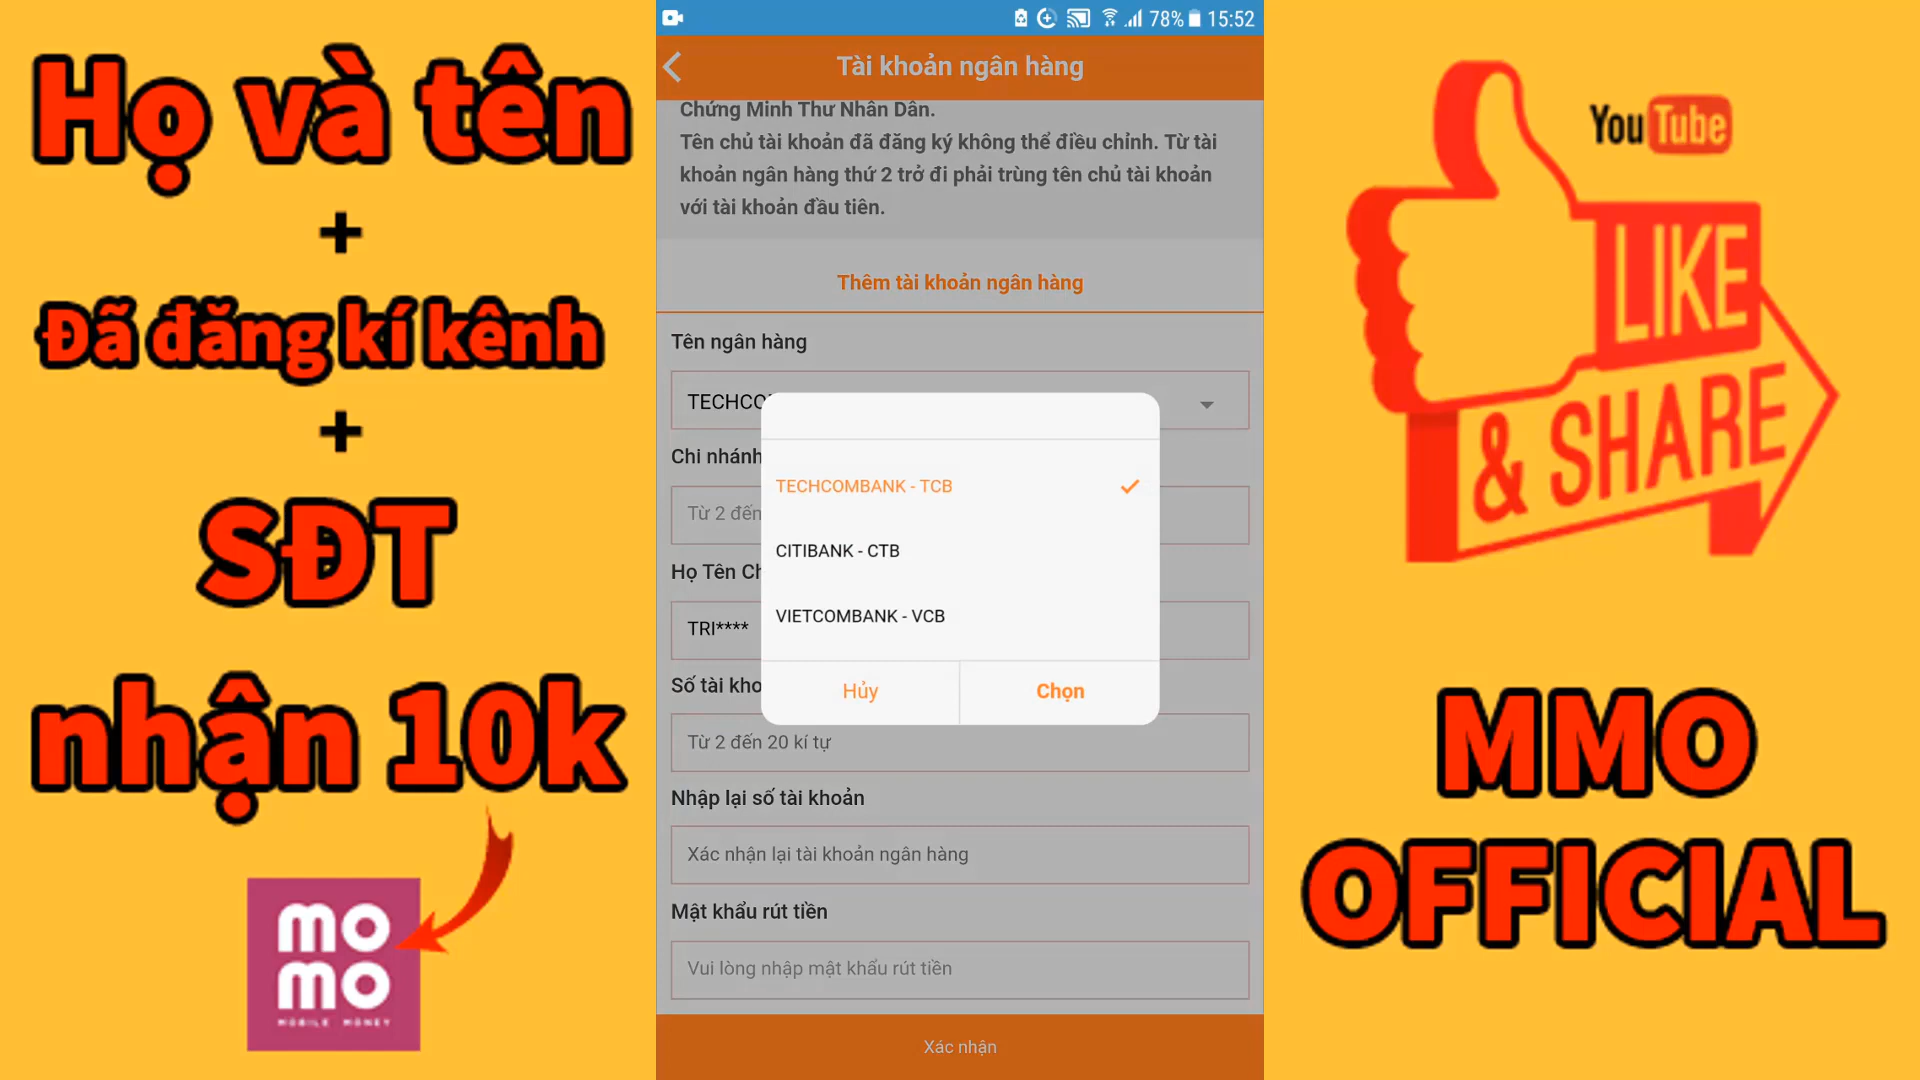 Họ và tên
+
Đã đăng kí kênh
+
SĐT
nhận 10k
mo
mo
MOBILE MONEY
78% 15:52
Tài khoản ngân hàng
Chứng Minh Thư Nhân Dân.
Tên chủ tài khoản đã đăng ký không thể điều chỉnh. Từ tài
khoản ngân hàng thứ 2 trở đi phải trùng tên chủ tài khoản
với tài khoản đầu tiên.
Thêm tài khoản ngân hàng
Tên ngân hàng
TECHCO
Chi nhánh
Từ 2 đến
Họ Tên Ch
TRI****
Số tài kho
Từ 2 đến 20 kí tự
Nhập lại số tài khoản
Xác nhận lại tài khoản ngân hàng
Mật khẩu rút tiền
Vui lòng nhập mật khẩu rút tiền
Xác nhận
TECHCOMBANK - TCB
CITIBANK - CTB
VIETCOMBANK - VCB
Hủy
Chọn
YouTube
LIKE
& SHARE
MMO
OFFICIAL